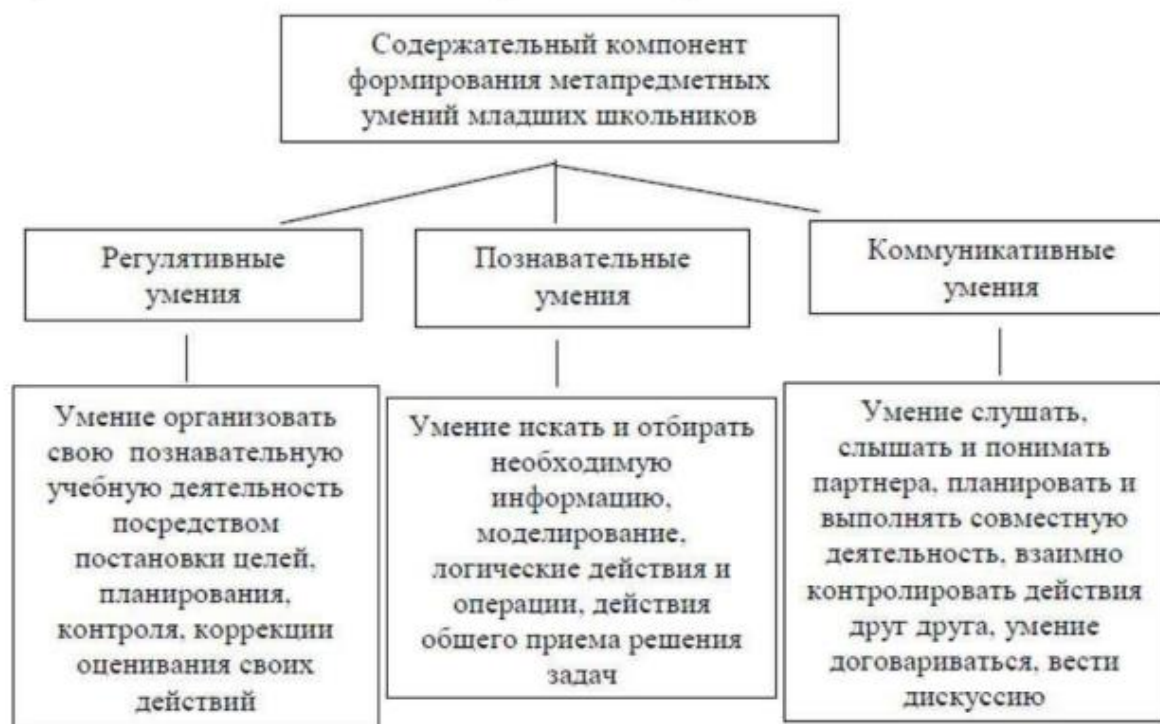 Содержательный компонент
формирования метапредметных
умений младших школьников
Регулятивные
умения
Познавательные
умения
Коммуникативные
умения
Умение организовать
свою познавательную
учебную деятельность
посредством
постановки целей,
планирования,
контроля, коррекции
оценивания своих
действий
Умение искать и отбирать
необходимую
информацию,
моделирование,
логические действия и
операции, действия
общего приема решения
задач
Умение слушать,
слышать и понимать
партнера, планировать и
выполнять совместную
деятельность, взаимно
контролировать действия
друг друга, умение
договариваться, вести
дискуссию